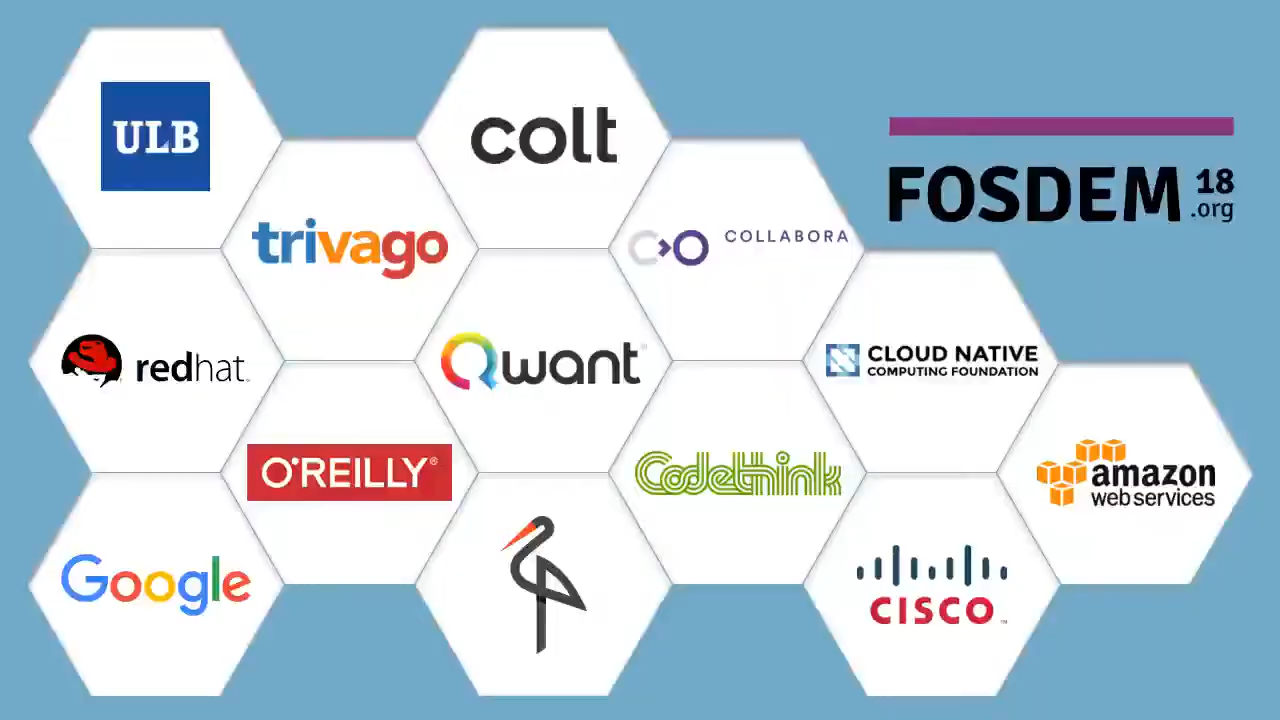 ULB
colt
FOSDEM 18
.org
trivago
COLLABORA
redhat.
Qwant
CLOUD NATIVE
COMPUTING FOUNDATION
O'REILLY®
Codethink
amazon
web services
Google
CISCO™